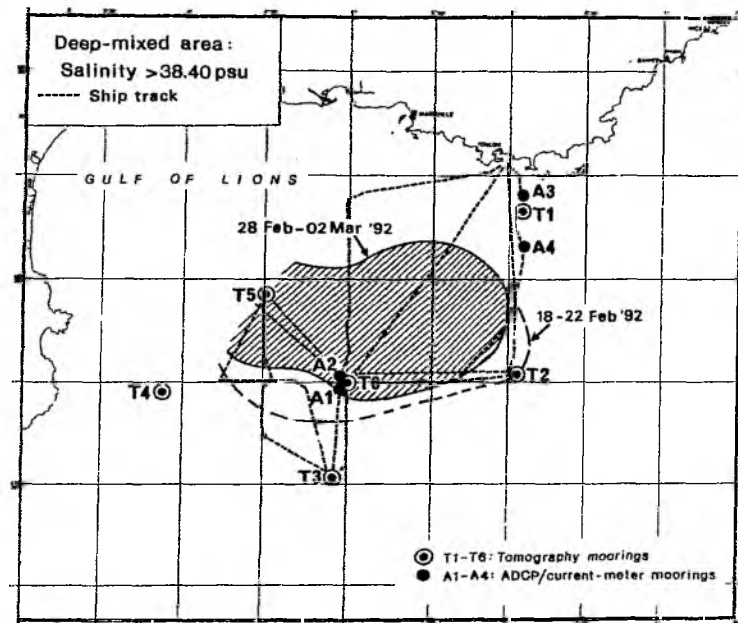 Deep-mixed area:
Salinity >38.40 psu
Ship track
GULF OF LIONS
A3
T1
28 Feb-02 Mar '92
A4
T5
18-22 Feb '92
A2
T6
T2
T4
A1
T3
T1-T6: Tomography moorings
A1-A4: ADCP/current-meter moorings